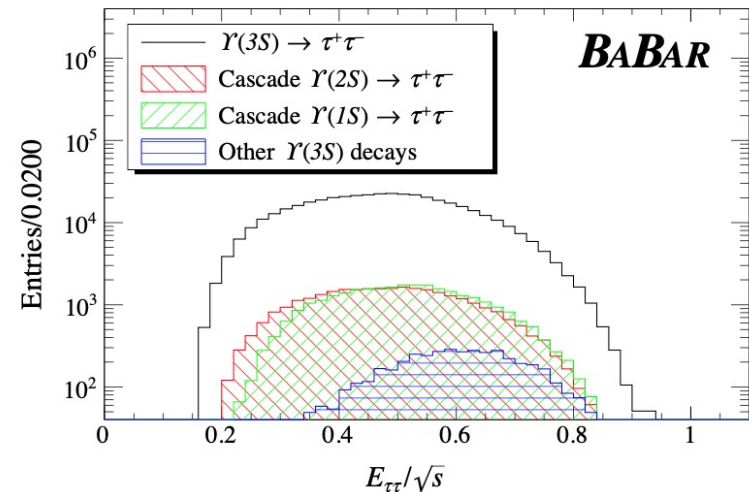 ϒ(3S) → τ⁺τ⁻
BABAR
Cascade ϒ(2S) → τ⁺τ⁻
Cascade ϒ(1S) → τ⁺τ⁻
Other ϒ(3S) decays
Entries/0.0200
10⁶
10⁵
10⁴
10³
10²
0 0.2 0.4 0.6 0.8 1
E_ττ/√s